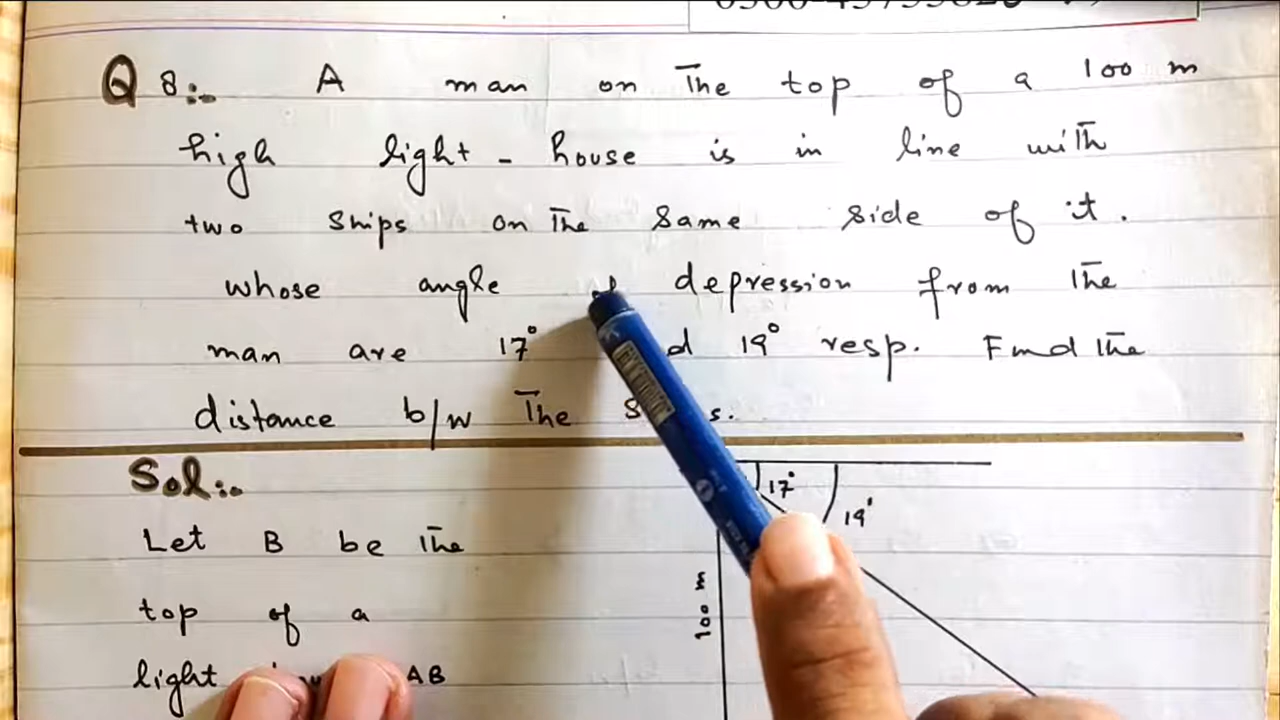 Q 8:- A man on the top of a 100 m
high light - house is in line with
two ships on the same side of it.
whose angle depression from the
man are 17° 19° resp. Find the
distance b/w the
Sol:-
17°
19°
Let B be the
top of a
100 m
light AB